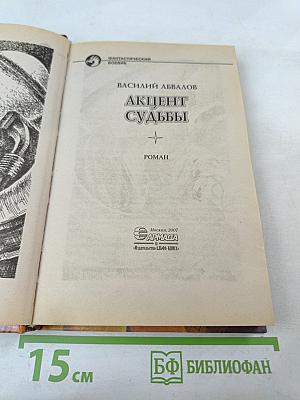 ФАНТАСТИЧЕСКИЙ
БОЕВИК
ВАСИЛИЙ АБВАЛОВ
АКЦЕНТ
СУДЬБЫ
РОМАН
Москва, 2007
АРМАДА
&
«Издательство АЛЬФА-КНИГА»
15 см
БФ БИБЛИОФАН